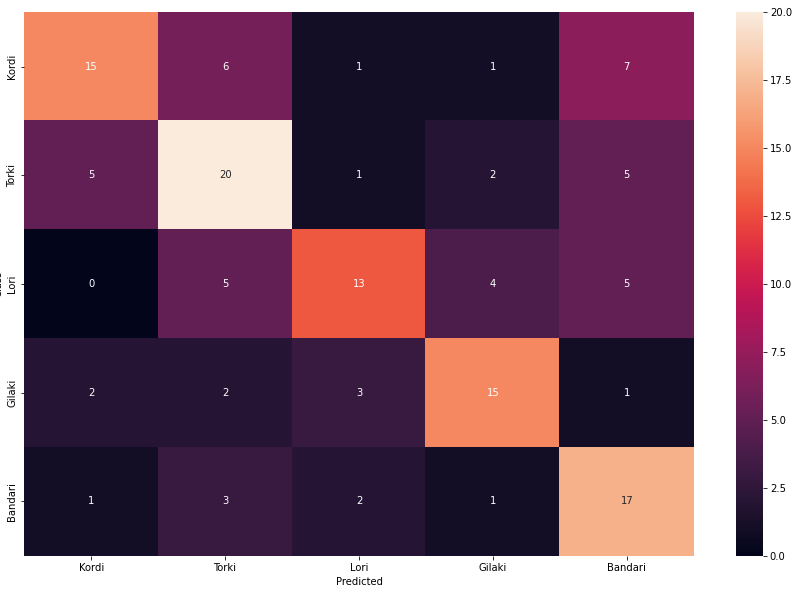 20.0
Kordi 15 6 1 1 7
17.5
15.0
Torki 5 20 1 2 5
12.5
Lori 0 5 13 4 5
10.0
7.5
Gilaki 2 2 3 15 1
5.0
Bandari 1 3 2 1 17
2.5
0.0
Kordi Torki Lori Gilaki Bandari
Predicted